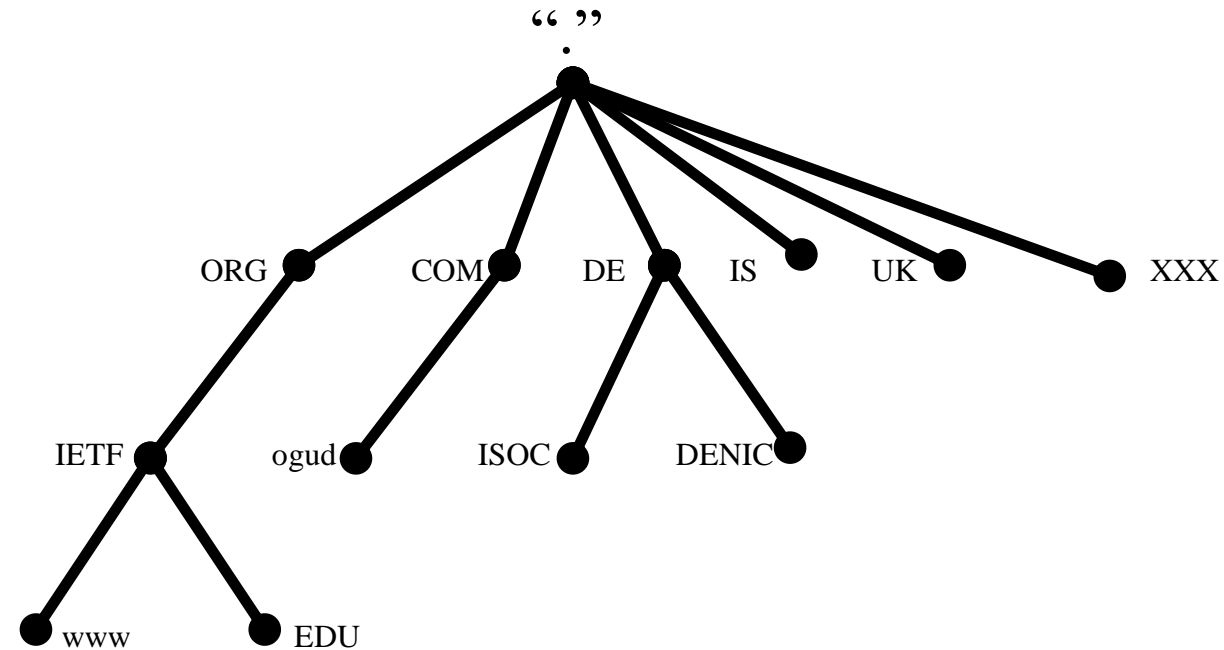 “.”
ORG COM DE IS UK XXX
IETF ogud ISOC DENIC
www EDU